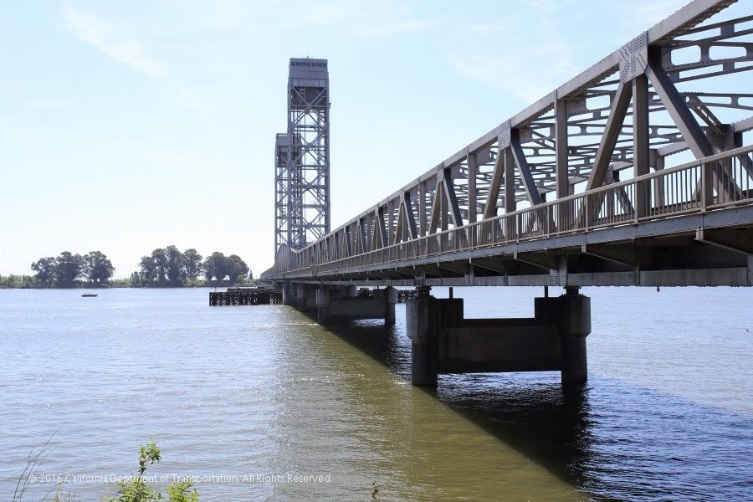 © 2016 California Department of Transportation. All Rights Reserved